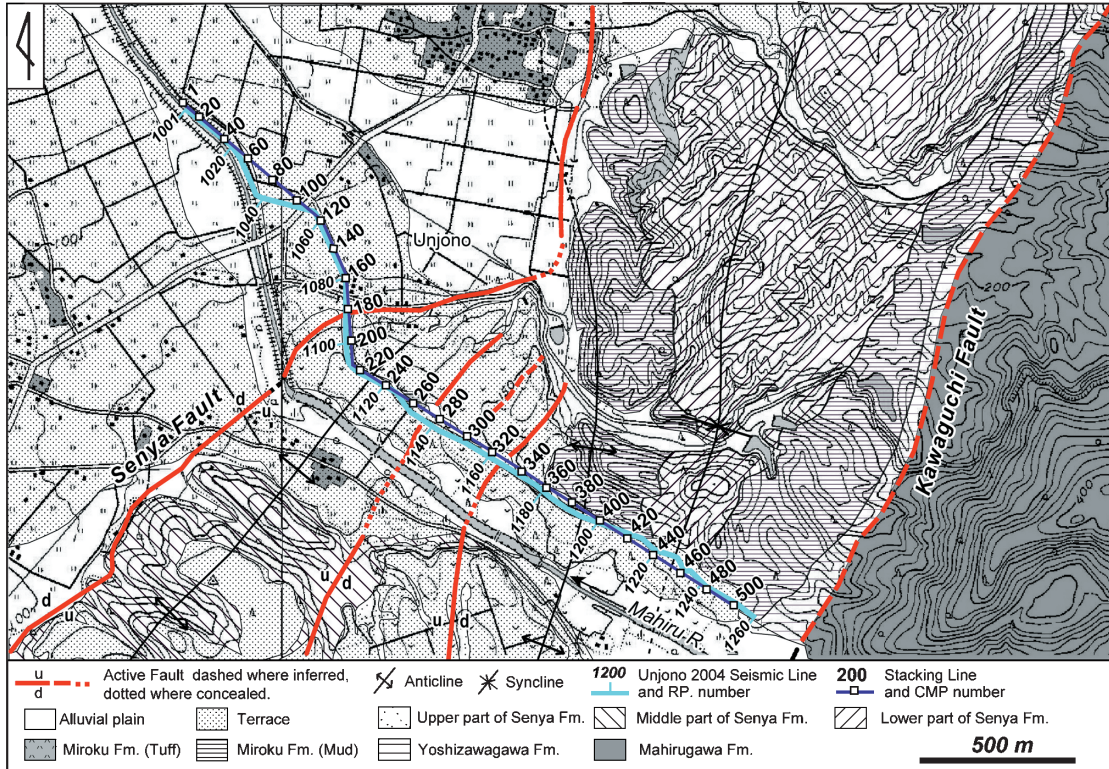 1
20
40
60
80
100
120
140
160
180
200
220
240
260
280
300
320
340
360
380
400
420
440
460
480
500
1001
1020
1040
1060
1080
1100
1120
1140
1160
1180
1200
1220
1240
1260
Unjono
100
200
400
Senya Fault
d
u
d
u
u
d
u
d
Kawaguchi Fault
Mahiru R.
u
d
Active Fault dashed where inferred,
dotted where concealed.
Anticline
Syncline
1200 Unjono 2004 Seismic Line
and RP. number
200 Stacking Line
and CMP number
Alluvial plain
Terrace
Upper part of Senya Fm.
Middle part of Senya Fm.
Lower part of Senya Fm.
Miroku Fm. (Tuff)
Miroku Fm. (Mud)
Yoshizawagawa Fm.
Mahirugawa Fm.
500 m